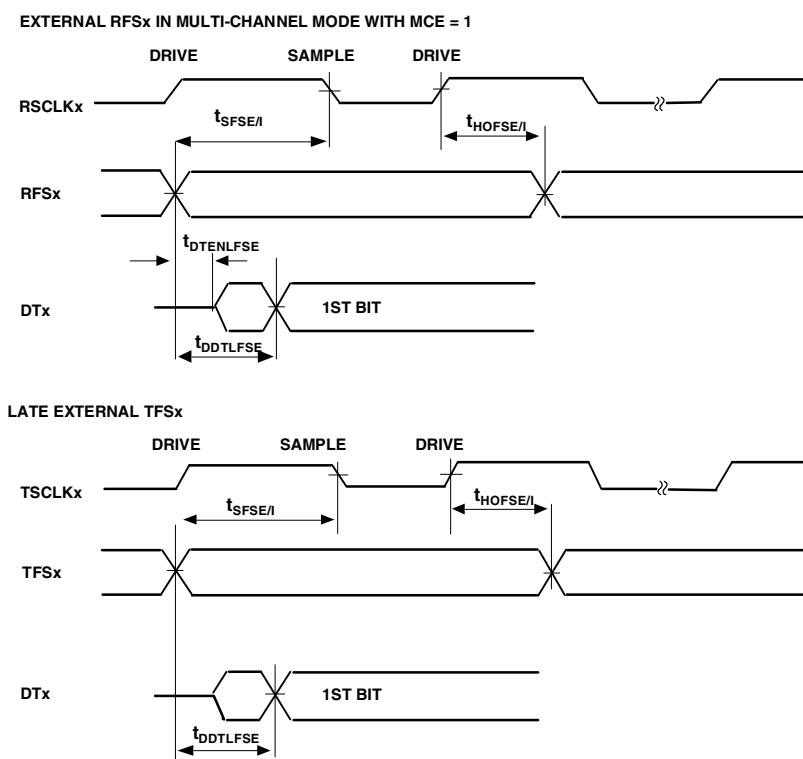 EXTERNAL RFSx IN MULTI-CHANNEL MODE WITH MCE = 1
DRIVE SAMPLE DRIVE
RSCLKx
tSFSE/I
tHOFSE/I
RFSx
tDTENLFSE
DTx
1ST BIT
tDDTLFSE
LATE EXTERNAL TFSx
DRIVE SAMPLE DRIVE
TSCLKx
tSFSE/I
tHOFSE/I
TFSx
DTx
1ST BIT
tDDTLFSE